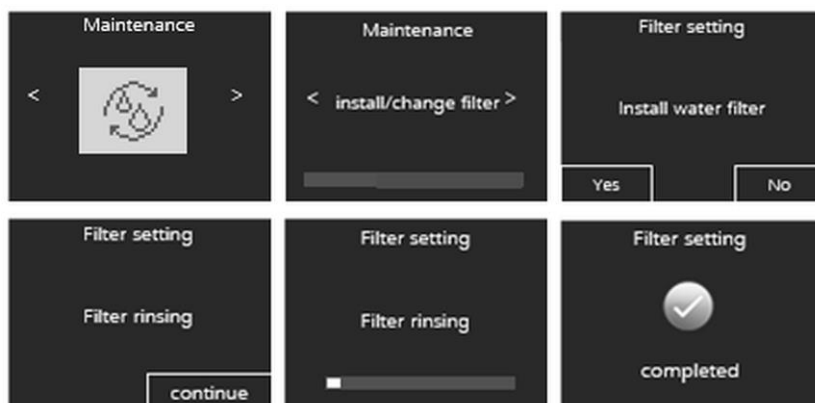 Maintenance
< >
Maintenance
< install/change filter >
Filter setting
Install water filter
Yes No
Filter setting
Filter rinsing
continue
Filter setting
Filter rinsing
Filter setting
completed